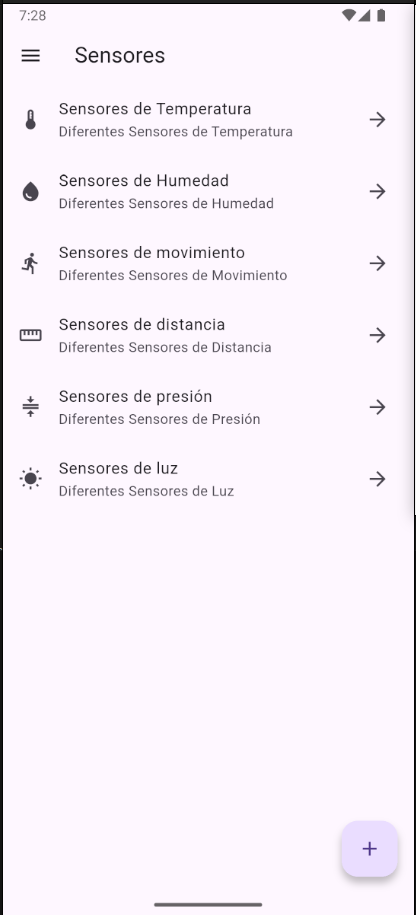 7:28
Sensores
Sensores de Temperatura
Diferentes Sensores de Temperatura
Sensores de Humedad
Diferentes Sensores de Humedad
Sensores de movimiento
Diferentes Sensores de Movimiento
Sensores de distancia
Diferentes Sensores de Distancia
Sensores de presión
Diferentes Sensores de Presión
Sensores de luz
Diferentes Sensores de Luz